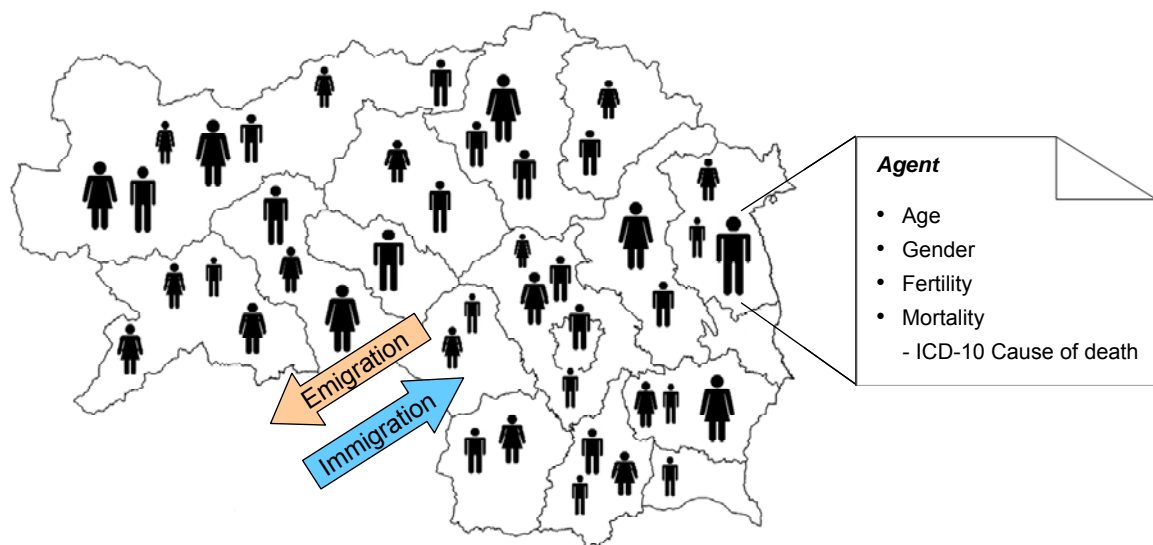 Agent
• Age
• Gender
• Fertility
• Mortality
- ICD-10 Cause of death
Emigration
Immigration